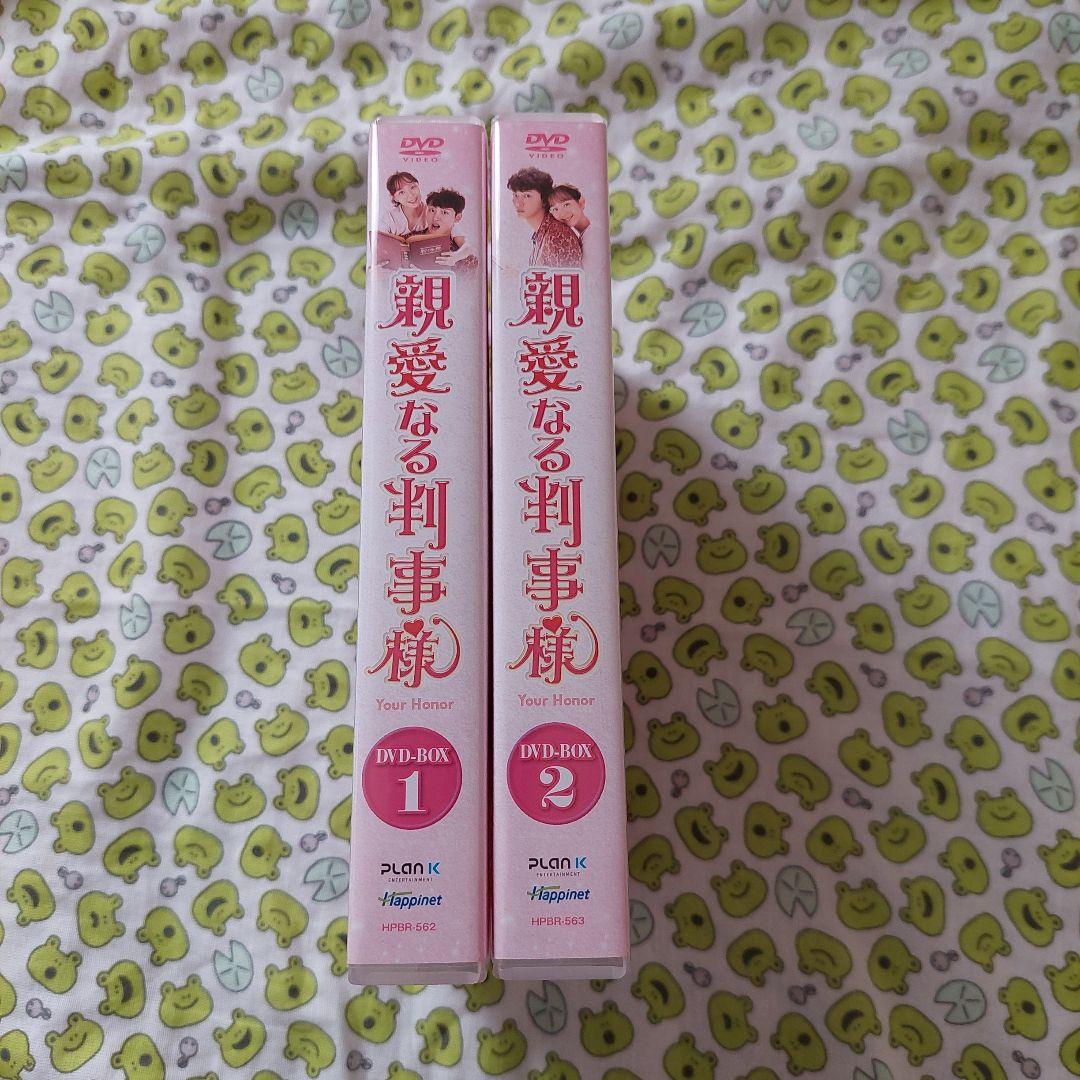 DVD
VIDEO
親愛なる判事様
Your Honor
DVD-BOX
1
PLAN K
ENTERTAINMENT
Happinet
HPBR-562
DVD
VIDEO
親愛なる判事様
Your Honor
DVD-BOX
2
PLAN K
ENTERTAINMENT
Happinet
HPBR-563